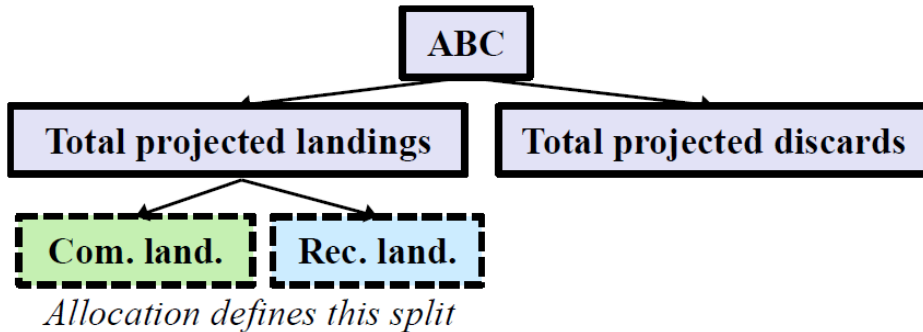 ABC
Total projected landings
Total projected discards
Com. land.
Rec. land.
Allocation defines this split